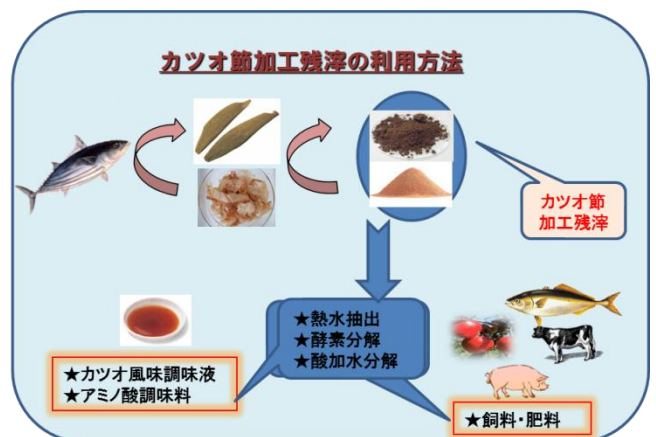 カツオ節加工残滓の利用方法
カツオ節
加工残滓
★熱水抽出
★酵素分解
★酸加水分解
★カツオ風味調味液
★アミノ酸調味料
★飼料・肥料